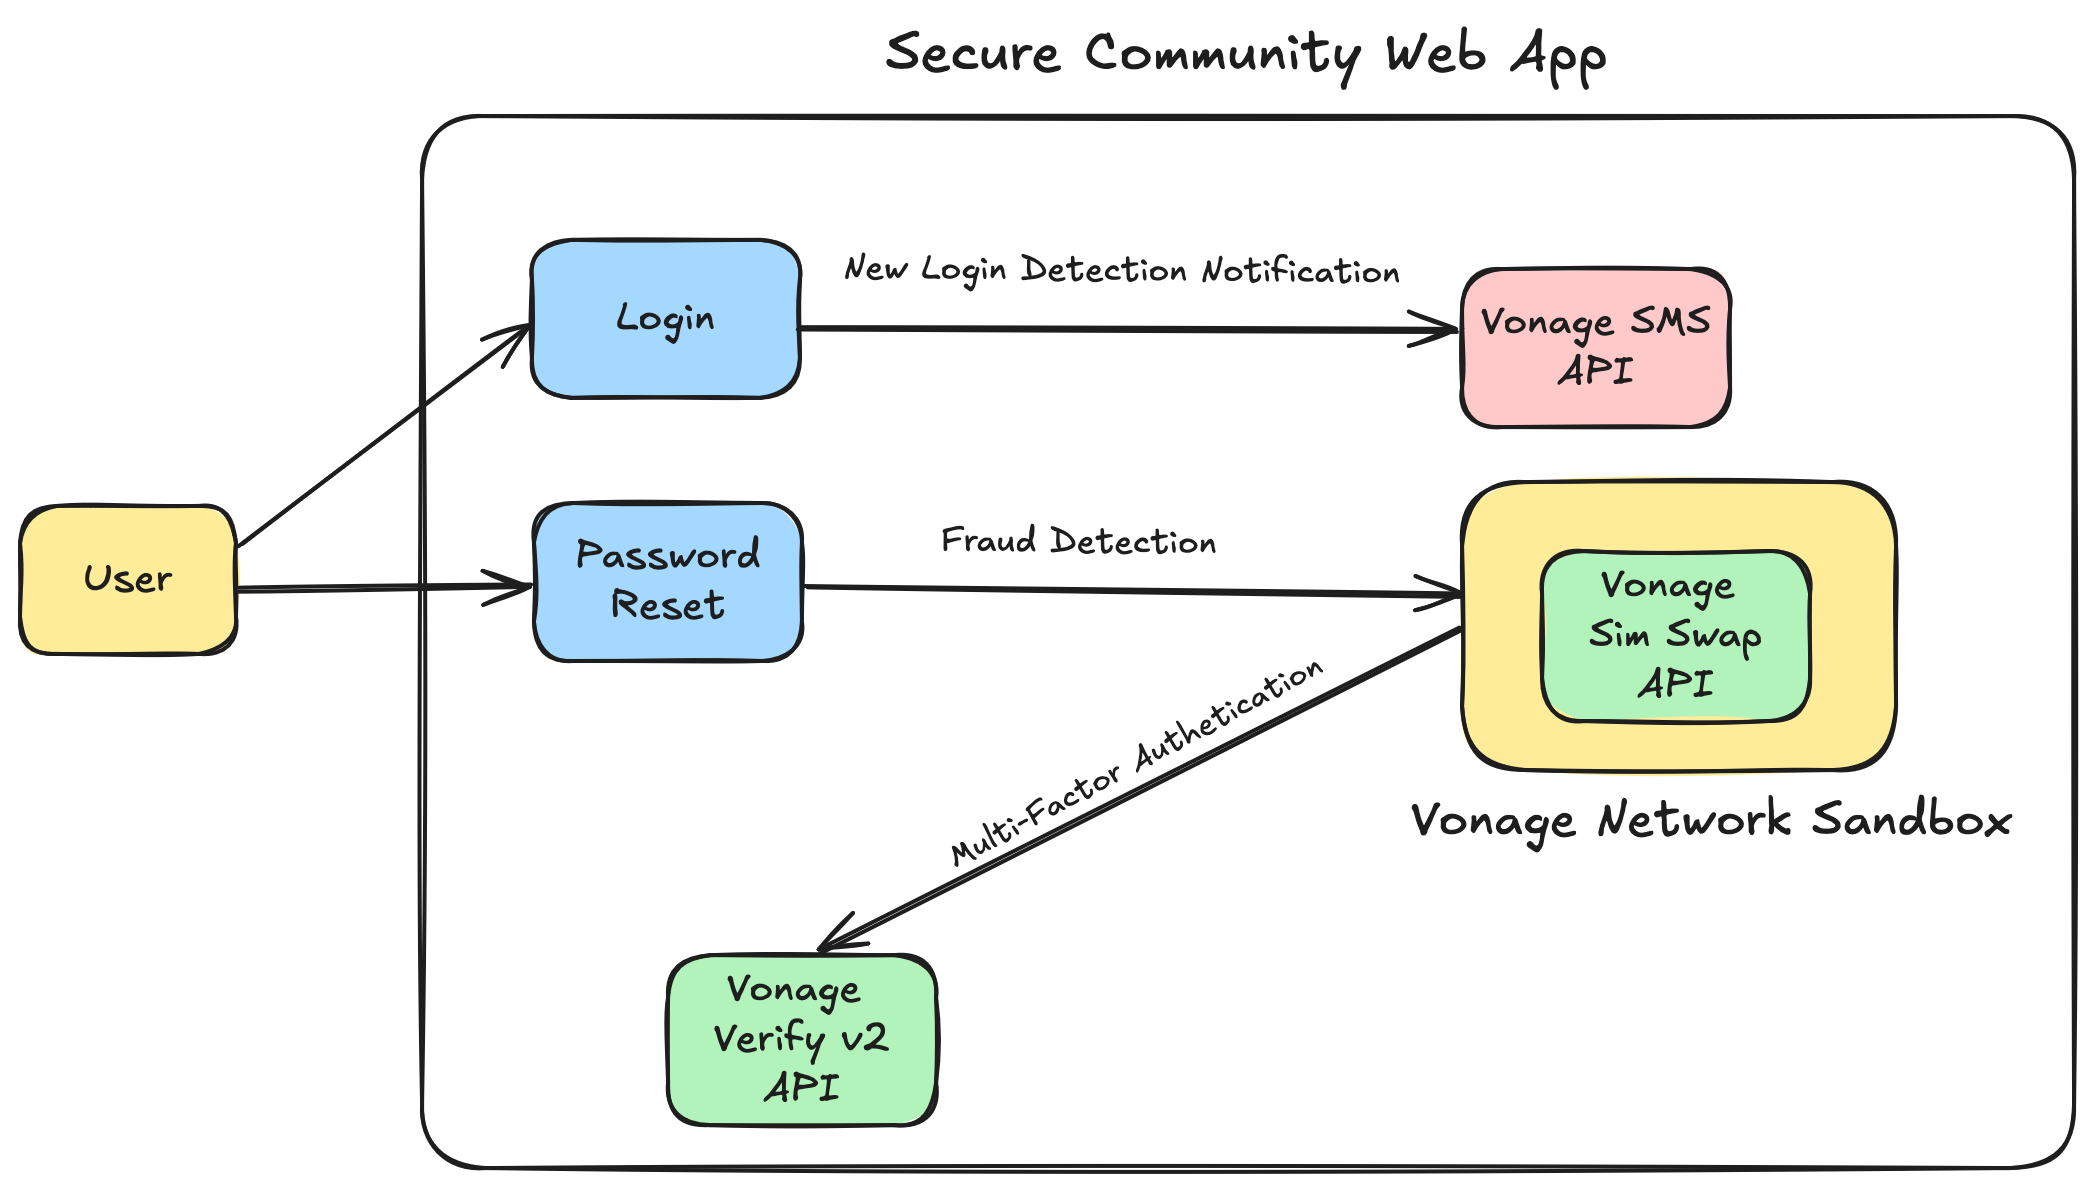 Secure Community Web App
Login
New Login Detection Notification
Vonage SMS
API
User
Password
Reset
Fraud Detection
Vonage
Sim Swap
API
Multi-Factor Authetication
Vonage Network Sandbox
Vonage
Verify v2
API